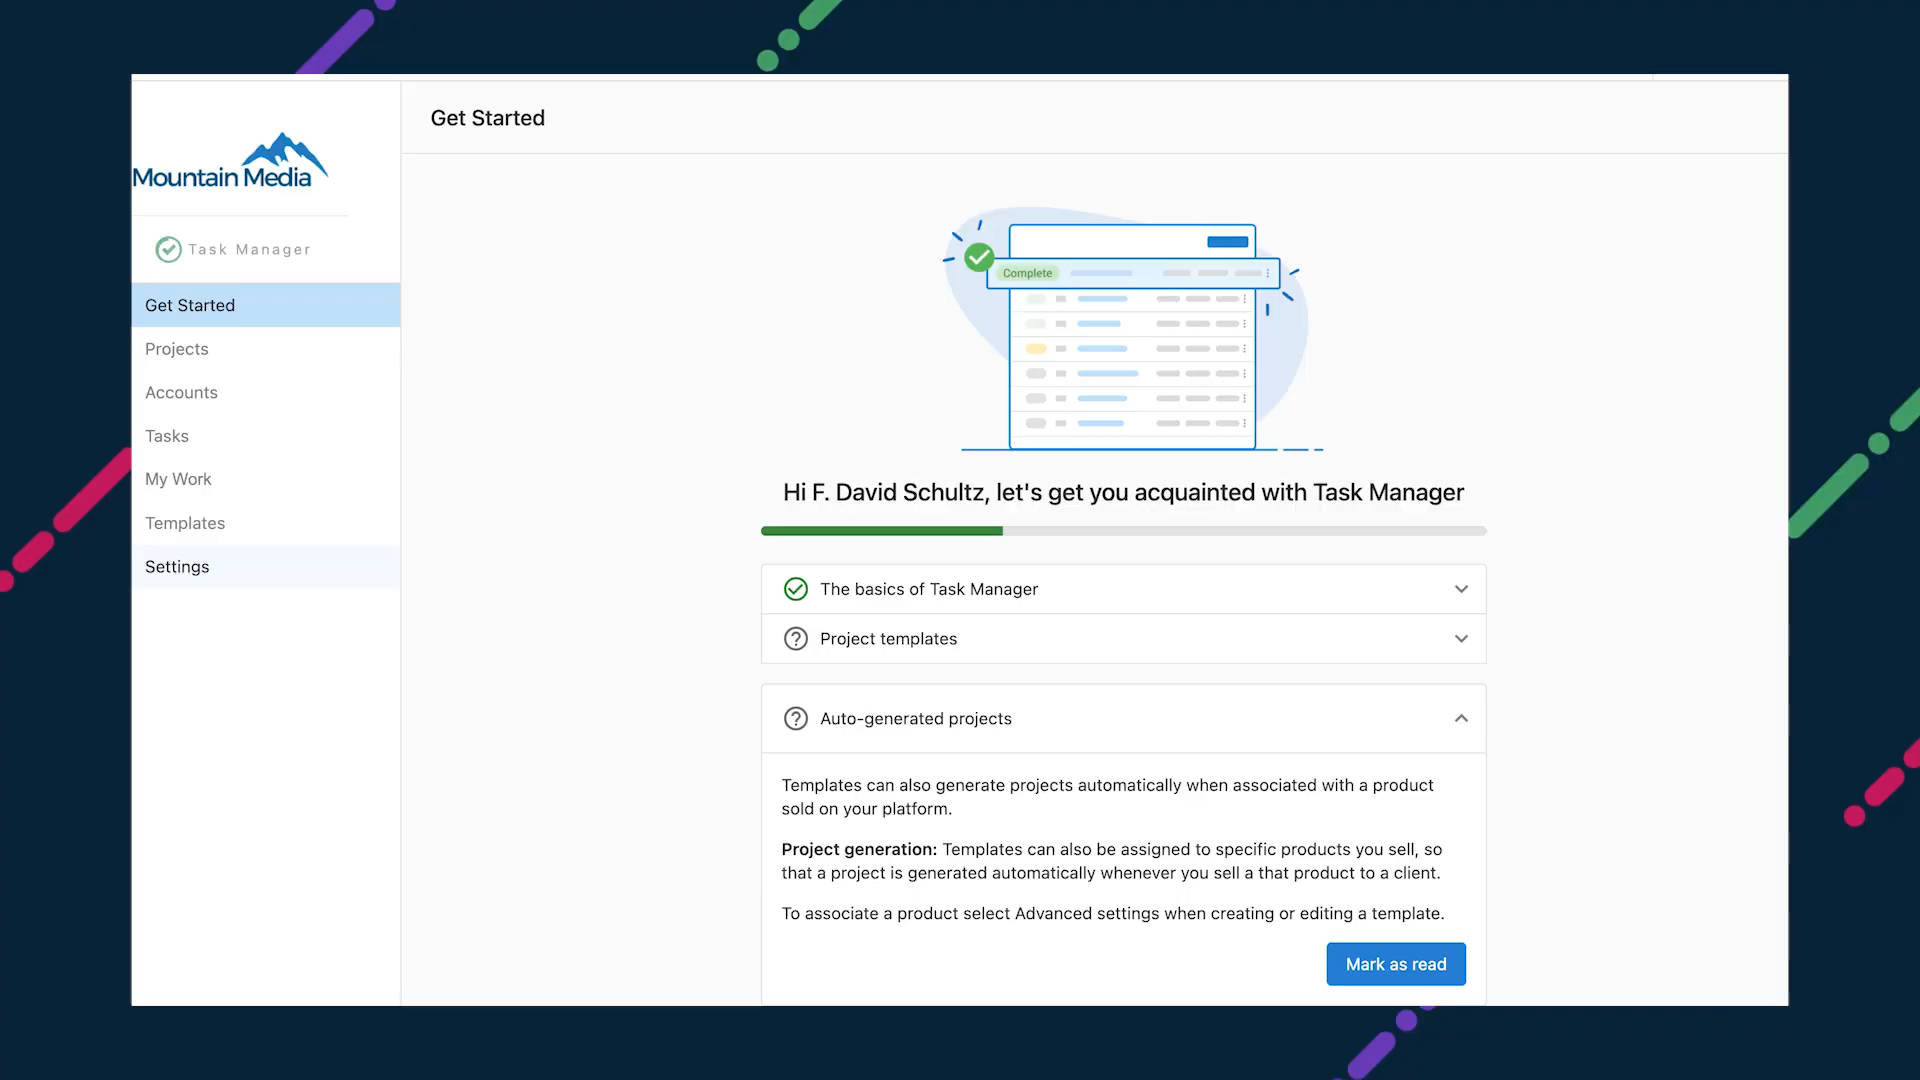 Mountain Media
Task Manager
Get Started
Projects
Accounts
Tasks
My Work
Templates
Settings
Get Started
Complete
Hi F. David Schultz, let's get you acquainted with Task Manager
The basics of Task Manager
Project templates
Auto-generated projects
Templates can also generate projects automatically when associated with a product
sold on your platform.
Project generation: Templates can also be assigned to specific products you sell, so
that a project is generated automatically whenever you sell a that product to a client.
To associate a product select Advanced settings when creating or editing a template.
Mark as read